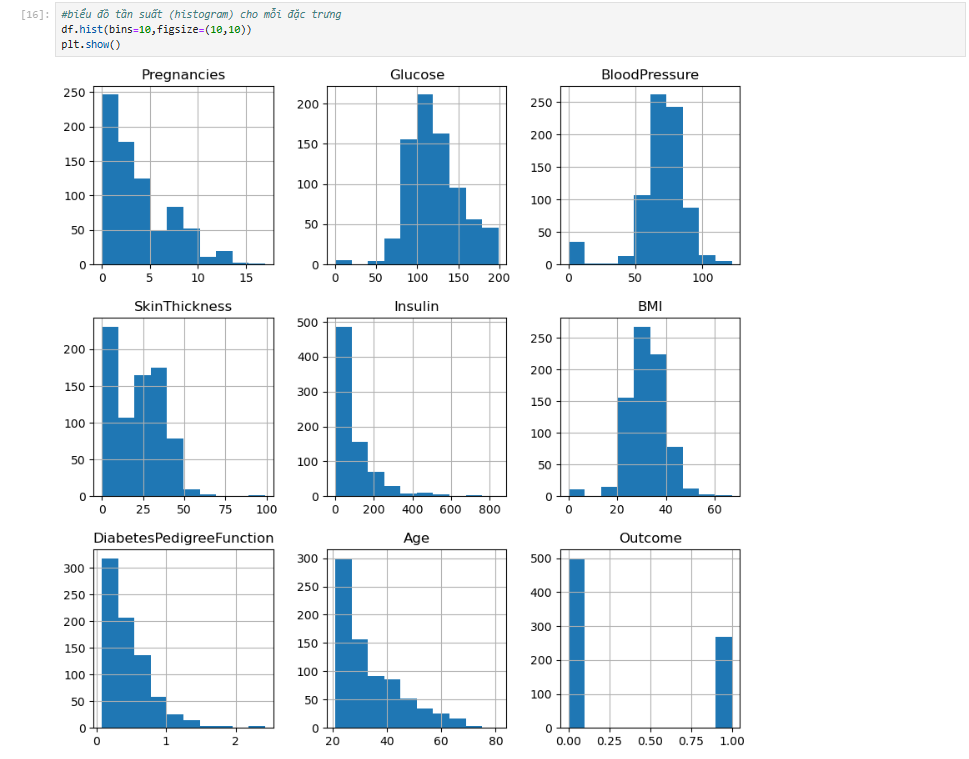 [16]: #biểu đồ tần suất (histogram) cho mỗi đặc trưng
df.hist(bins=10,figsize=(10,10))
plt.show()
Pregnancies
250
200
150
100
50
0
0 5 10 15
Glucose
200
150
100
50
0
0 50 100 150 200
BloodPressure
250
200
150
100
50
0
0 50 100
SkinThickness
200
150
100
50
0
0 25 50 75 100
Insulin
500
400
300
200
100
0
0 200 400 600 800
BMI
250
200
150
100
50
0
0 20 40 60
DiabetesPedigreeFunction
300
250
200
150
100
50
0
0 1 2
Age
300
250
200
150
100
50
0
20 40 60 80
Outcome
500
400
300
200
100
0
0.00 0.25 0.50 0.75 1.00